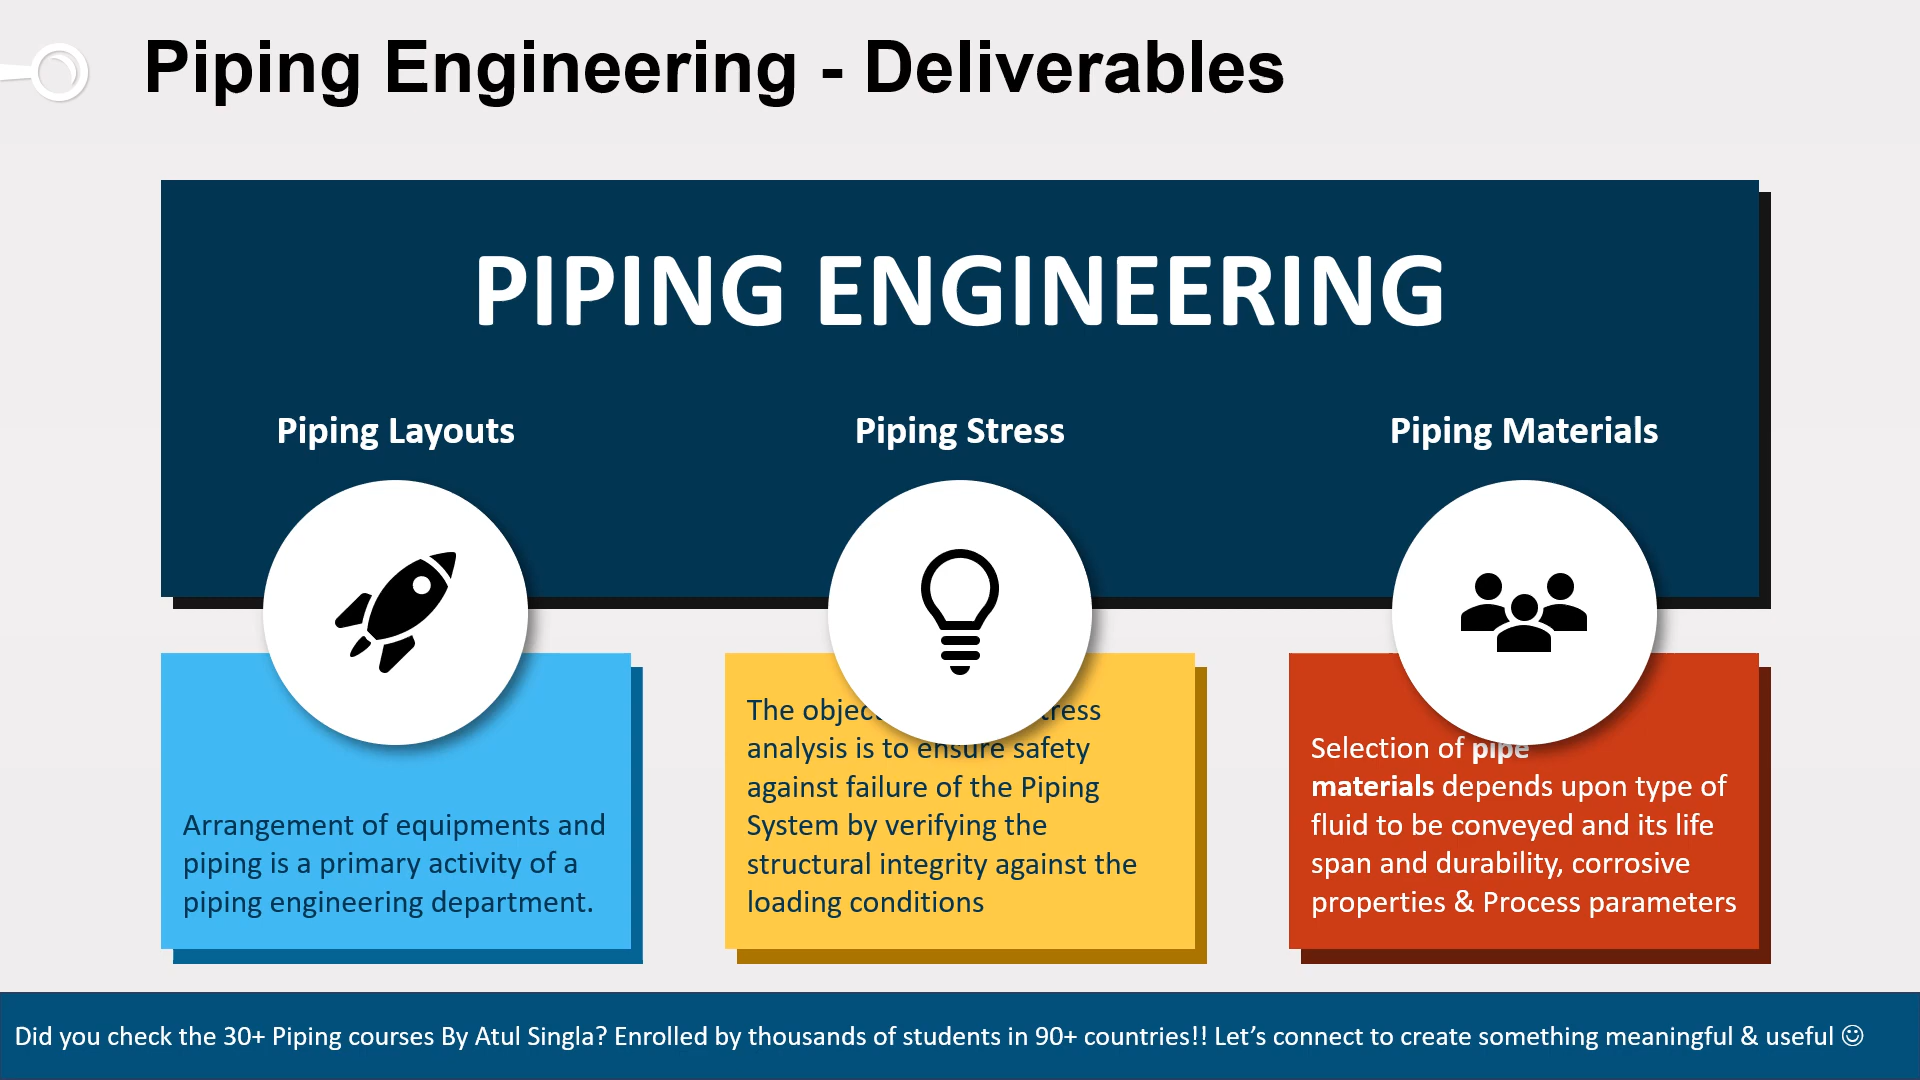 Piping Engineering - Deliverables
PIPING ENGINEERING
Piping Layouts
Piping Stress
Piping Materials
Arrangement of equipments and
piping is a primary activity of a
piping engineering department.
The
analysis is to ensure safety
against failure of the Piping
System by verifying the
structural integrity against the
loading conditions
Selection of pipe
materials depends upon type of
fluid to be conveyed and its life
span and durability, corrosive
properties & Process parameters
Did you check the 30+ Piping courses By Atul Singla? Enrolled by thousands of students in 90+ countries!! Let’s connect to create something meaningful & useful ☺